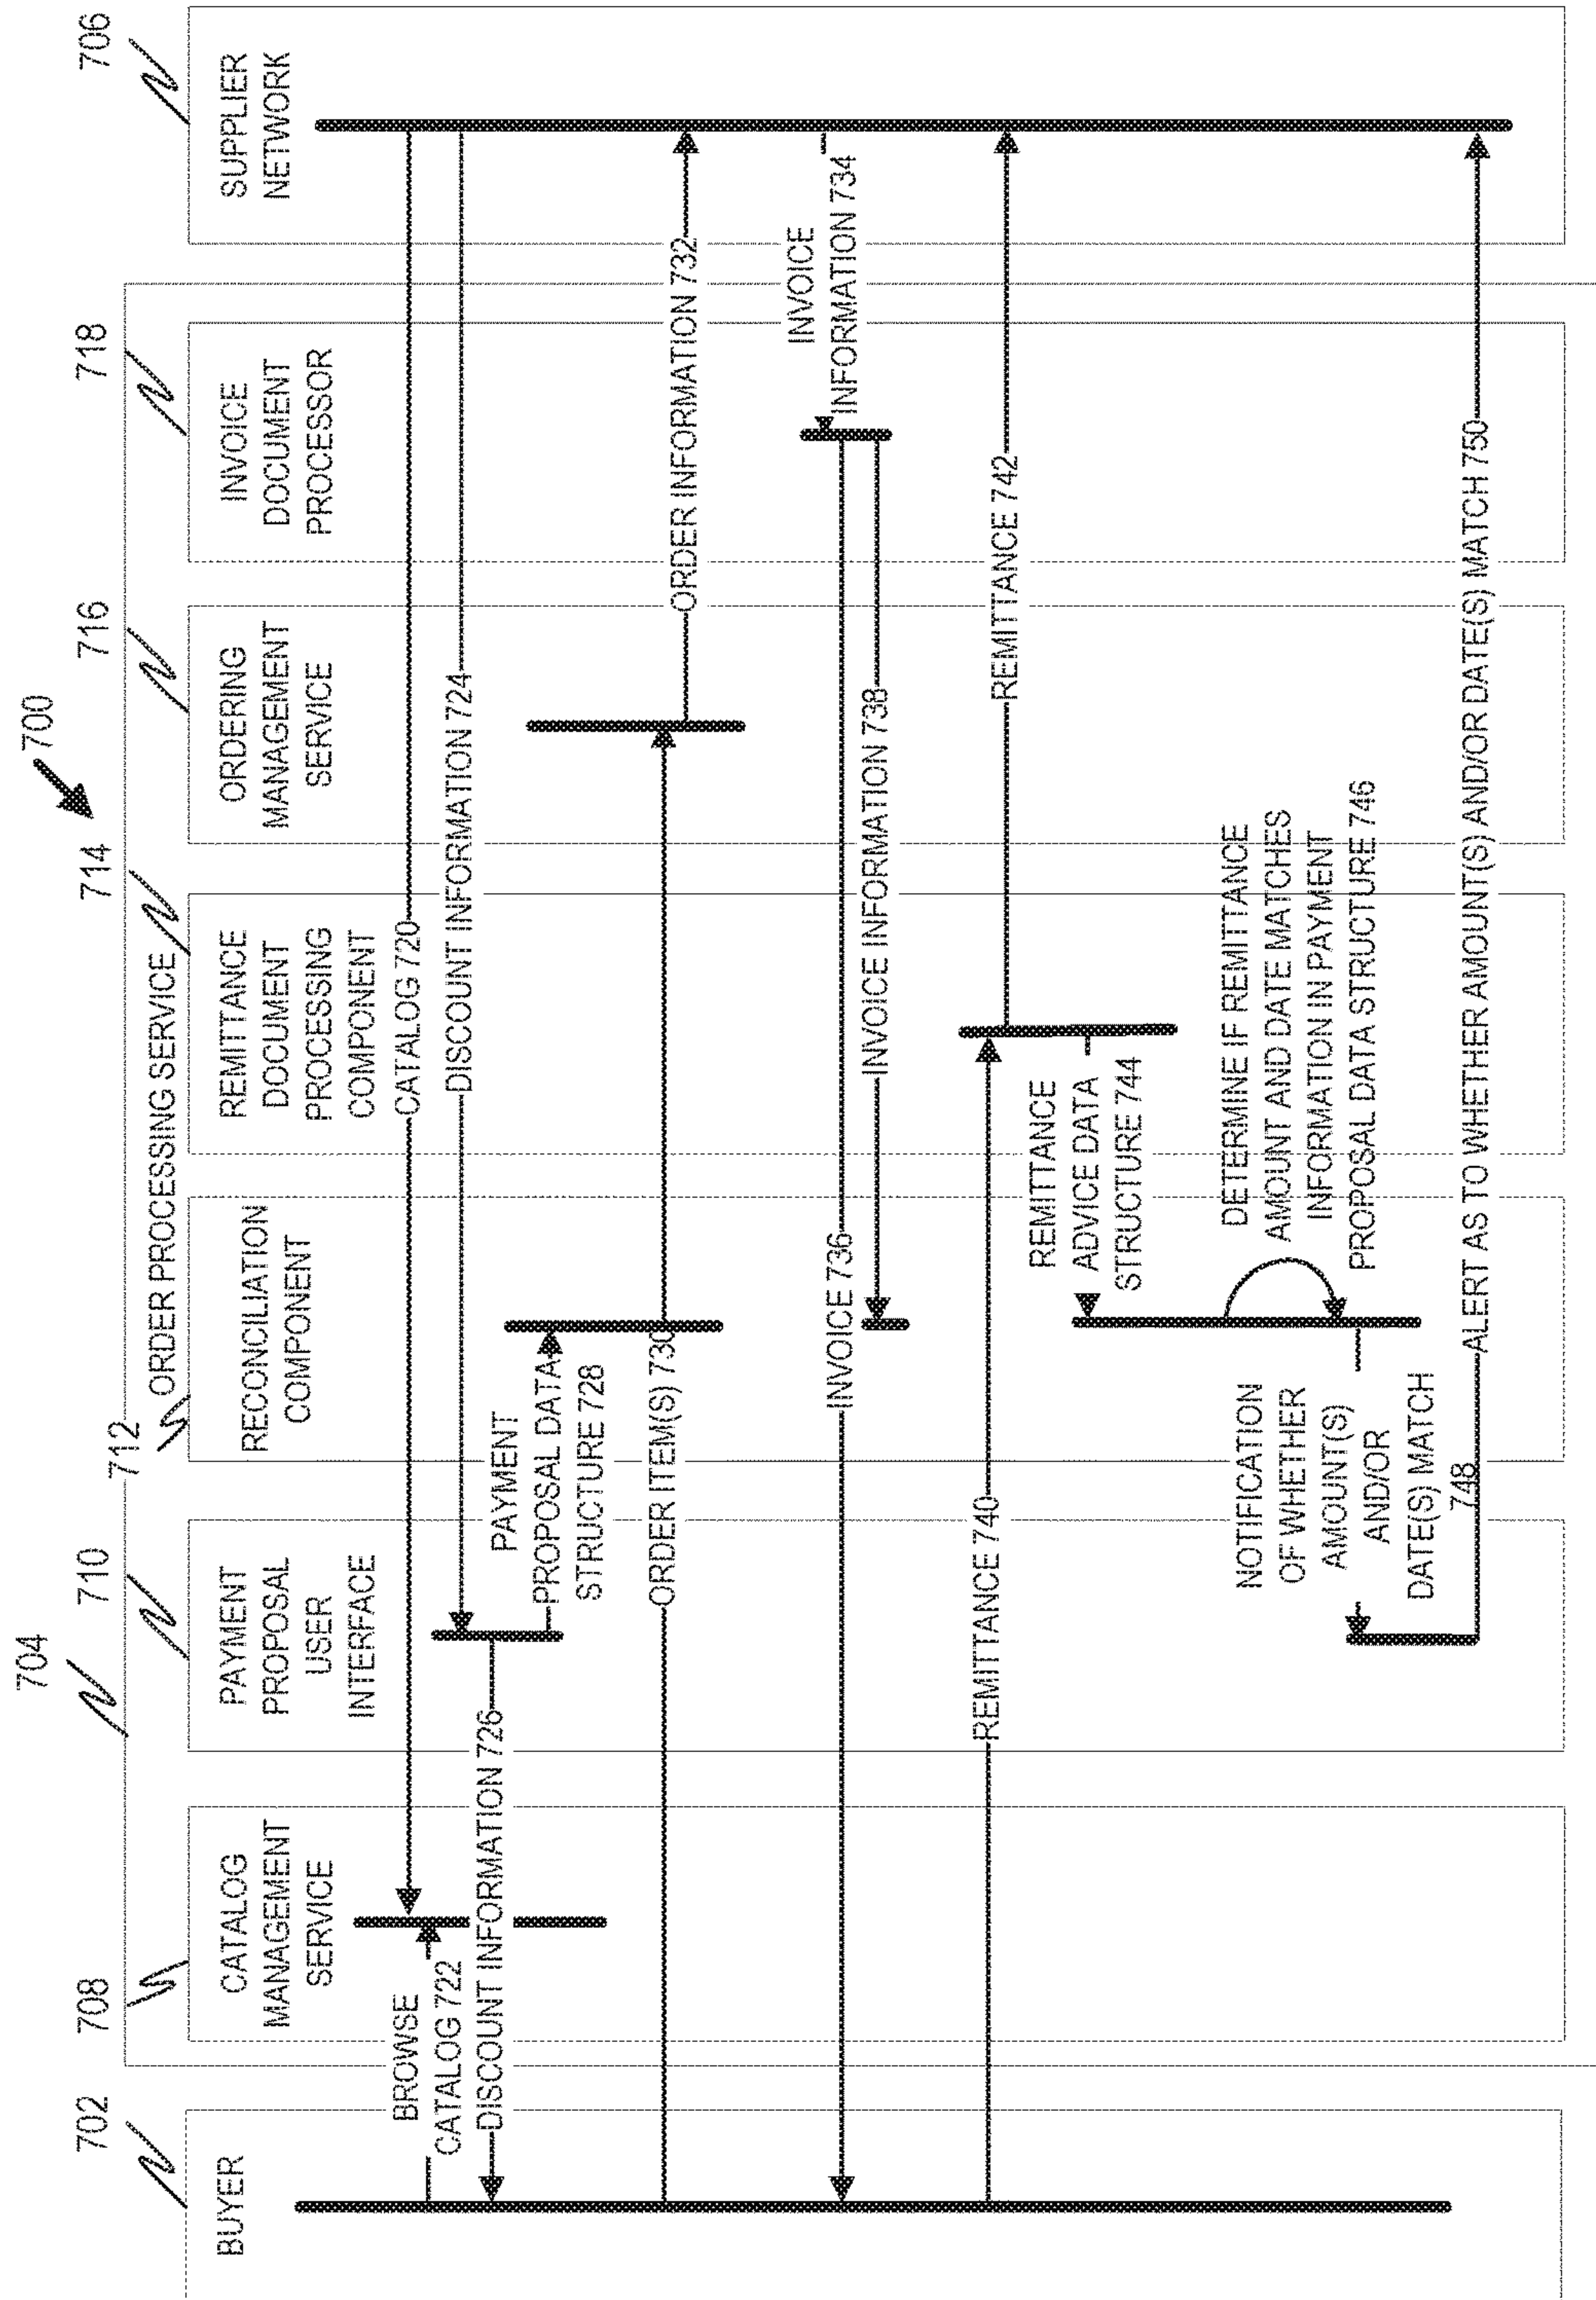 700
702
BUYER
704
ORDER PROCESSING SERVICE
708
CATALOG
MANAGEMENT
SERVICE
710
PAYMENT
PROPOSAL
USER
INTERFACE
712
RECONCILIATION
COMPONENT
714
REMITTANCE
DOCUMENT
PROCESSING
COMPONENT
716
ORDERING
MANAGEMENT
SERVICE
718
INVOICE
DOCUMENT
PROCESSOR
706
SUPPLIER
NETWORK
CATALOG 720
BROWSE
CATALOG 722
DISCOUNT INFORMATION 724
DISCOUNT INFORMATION 726
PAYMENT
PROPOSAL DATA
STRUCTURE 728
ORDER ITEM(S) 730
ORDER INFORMATION 732
INVOICE
INFORMATION 734
INVOICE 736
INVOICE INFORMATION 738
REMITTANCE 740
REMITTANCE 742
REMITTANCE
ADVICE DATA
STRUCTURE 744
DETERMINE IF REMITTANCE
AMOUNT AND DATE MATCHES
INFORMATION IN PAYMENT
PROPOSAL DATA STRUCTURE 746
NOTIFICATION
OF WHETHER
AMOUNT(S)
AND/OR
DATE(S) MATCH
748
ALERT AS TO WHETHER AMOUNT(S) AND/OR DATE(S) MATCH 750